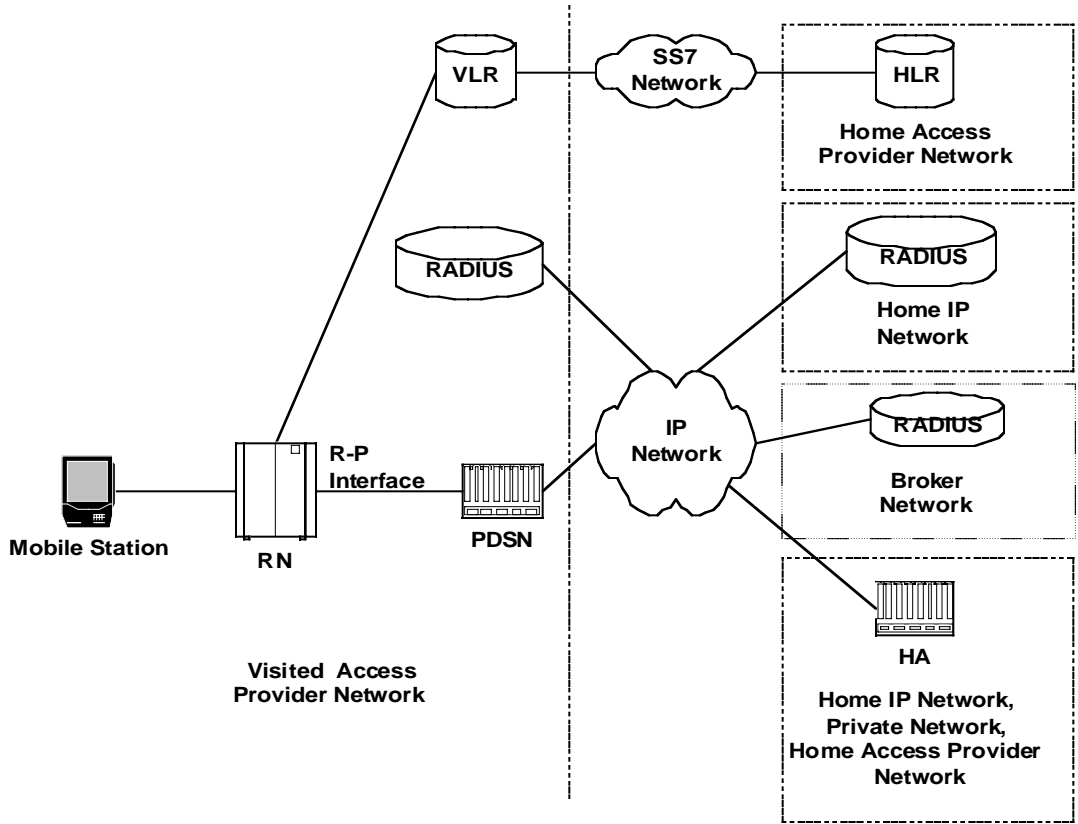 VLR
SS7
Network
HLR
Home Access
Provider Network
RADIUS
RADIUS
Home IP
Network
IP
Network
RADIUS
Broker
Network
R-P
Interface
Mobile Station
RN
PDSN
HA
Visited Access
Provider Network
Home IP Network,
Private Network,
Home Access Provider
Network